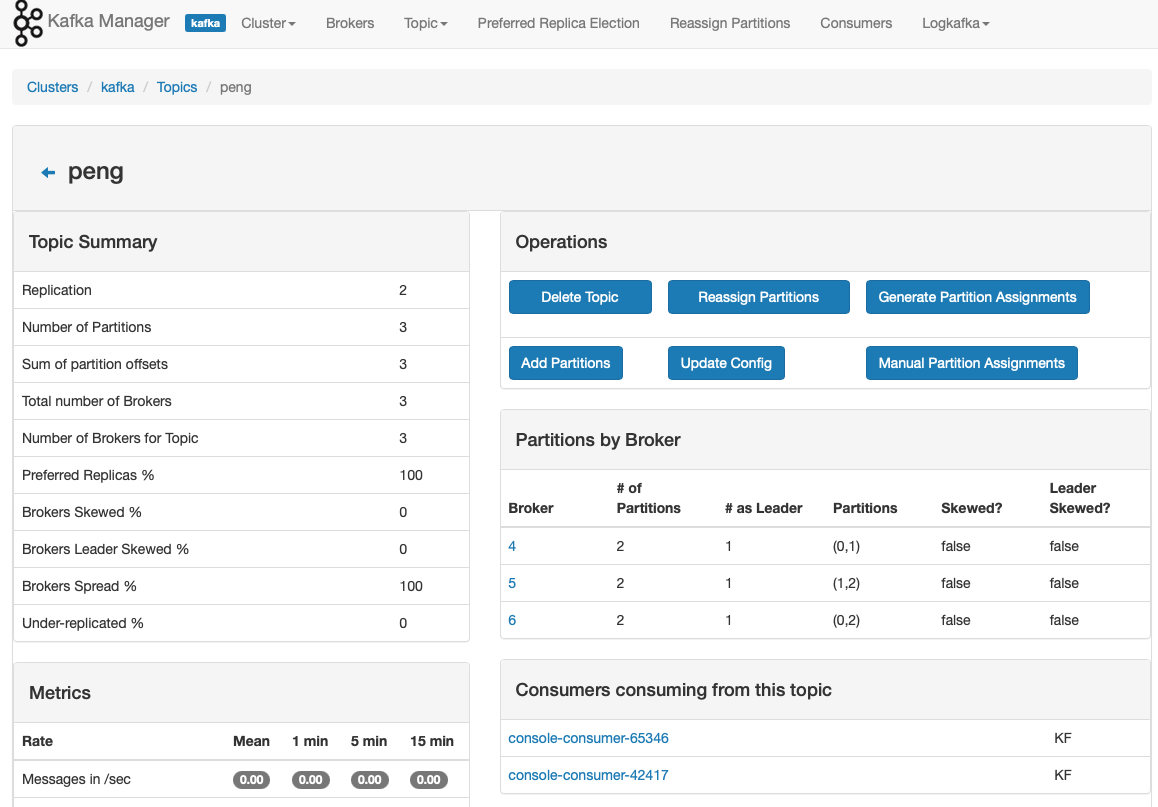 Kafka Manager kafka Cluster Brokers Topic Preferred Replica Election Reassign Partitions Consumers Logkafka
Clusters / kafka / Topics / peng
peng
Topic Summary
Replication 2
Number of Partitions 3
Sum of partition offsets 3
Total number of Brokers 3
Number of Brokers for Topic 3
Preferred Replicas % 100
Brokers Skewed % 0
Brokers Leader Skewed % 0
Brokers Spread % 100
Under-replicated % 0
Metrics
Rate Mean 1 min 5 min 15 min
Messages in /sec 0.00 0.00 0.00 0.00
Operations
Delete Topic Reassign Partitions Generate Partition Assignments
Add Partitions Update Config Manual Partition Assignments
Partitions by Broker
Broker # of Partitions # as Leader Partitions Skewed? Leader Skewed?
4 2 1 (0,1) false false
5 2 1 (1,2) false false
6 2 1 (0,2) false false
Consumers consuming from this topic
console-consumer-65346 KF
console-consumer-42417 KF